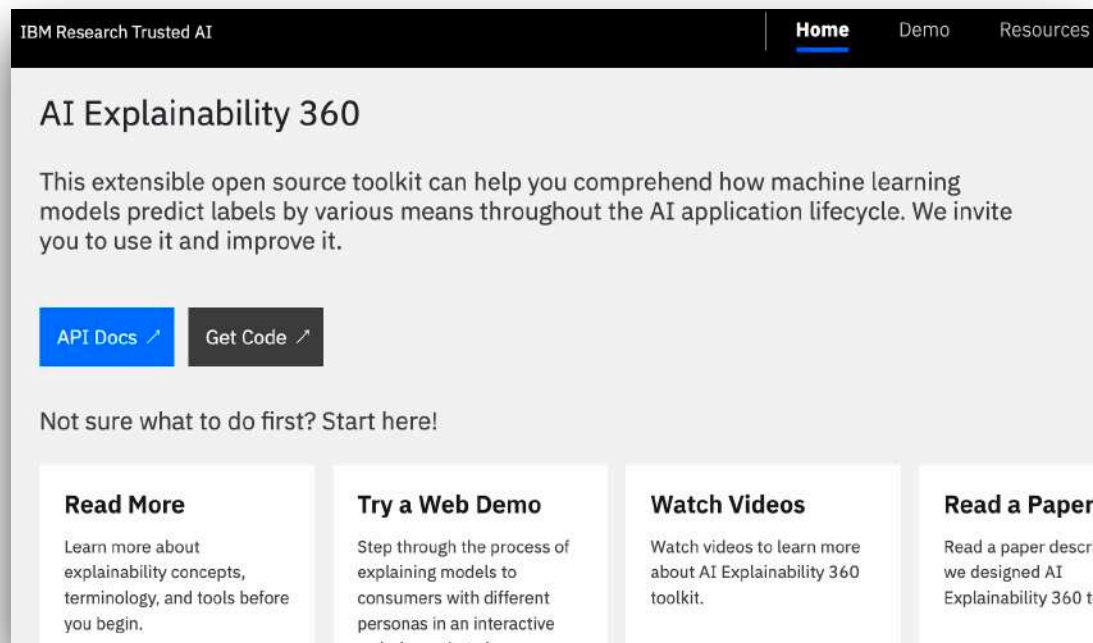 IBM Research Trusted AI
Home Demo Resources
AI Explainability 360
This extensible open source toolkit can help you comprehend how machine learning
models predict labels by various means throughout the AI application lifecycle. We invite
you to use it and improve it.
API Docs ↗ Get Code ↗
Not sure what to do first? Start here!
Read More
Learn more about
explainability concepts,
terminology, and tools before
you begin.
Try a Web Demo
Step through the process of
explaining models to
consumers with different
personas in an interactive
Watch Videos
Watch videos to learn more
about AI Explainability 360
toolkit.
Read a Paper
Read a paper
we designed AI
Explainability 360